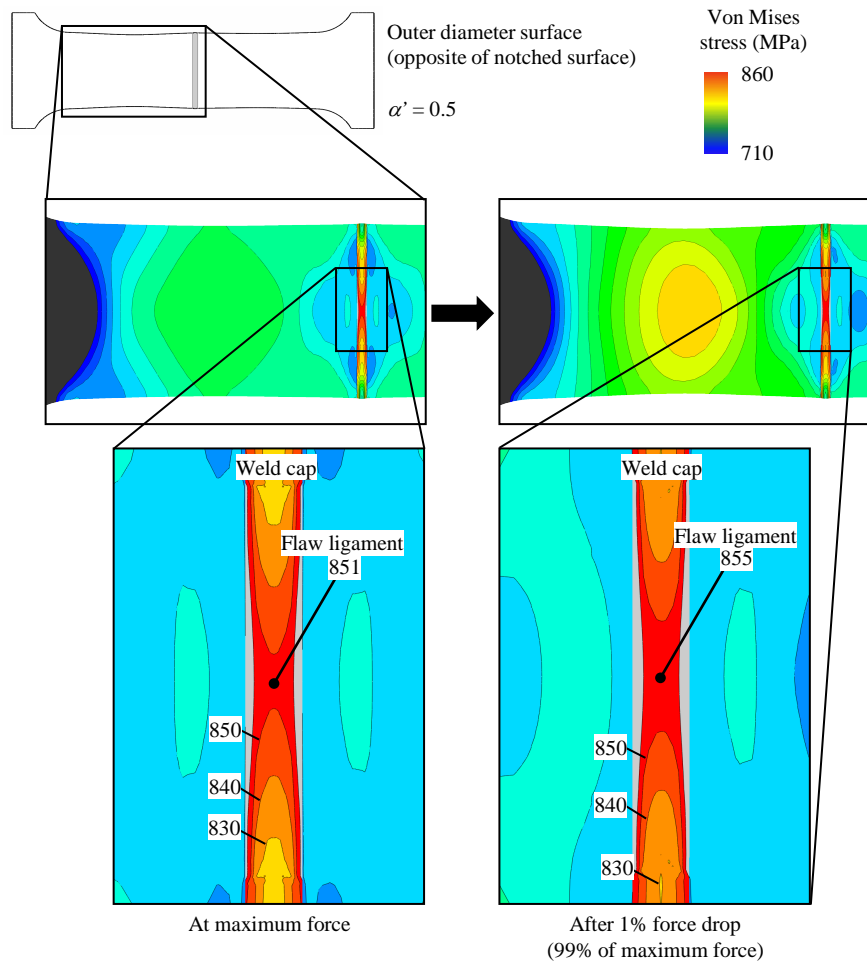 Outer diameter surface
(opposite of notched surface)
α’ = 0.5
Von Mises
stress (MPa)
860
710
Weld cap
Flaw ligament
851
850
840
830
At maximum force
Weld cap
Flaw ligament
855
850
840
830
After 1% force drop
(99% of maximum force)